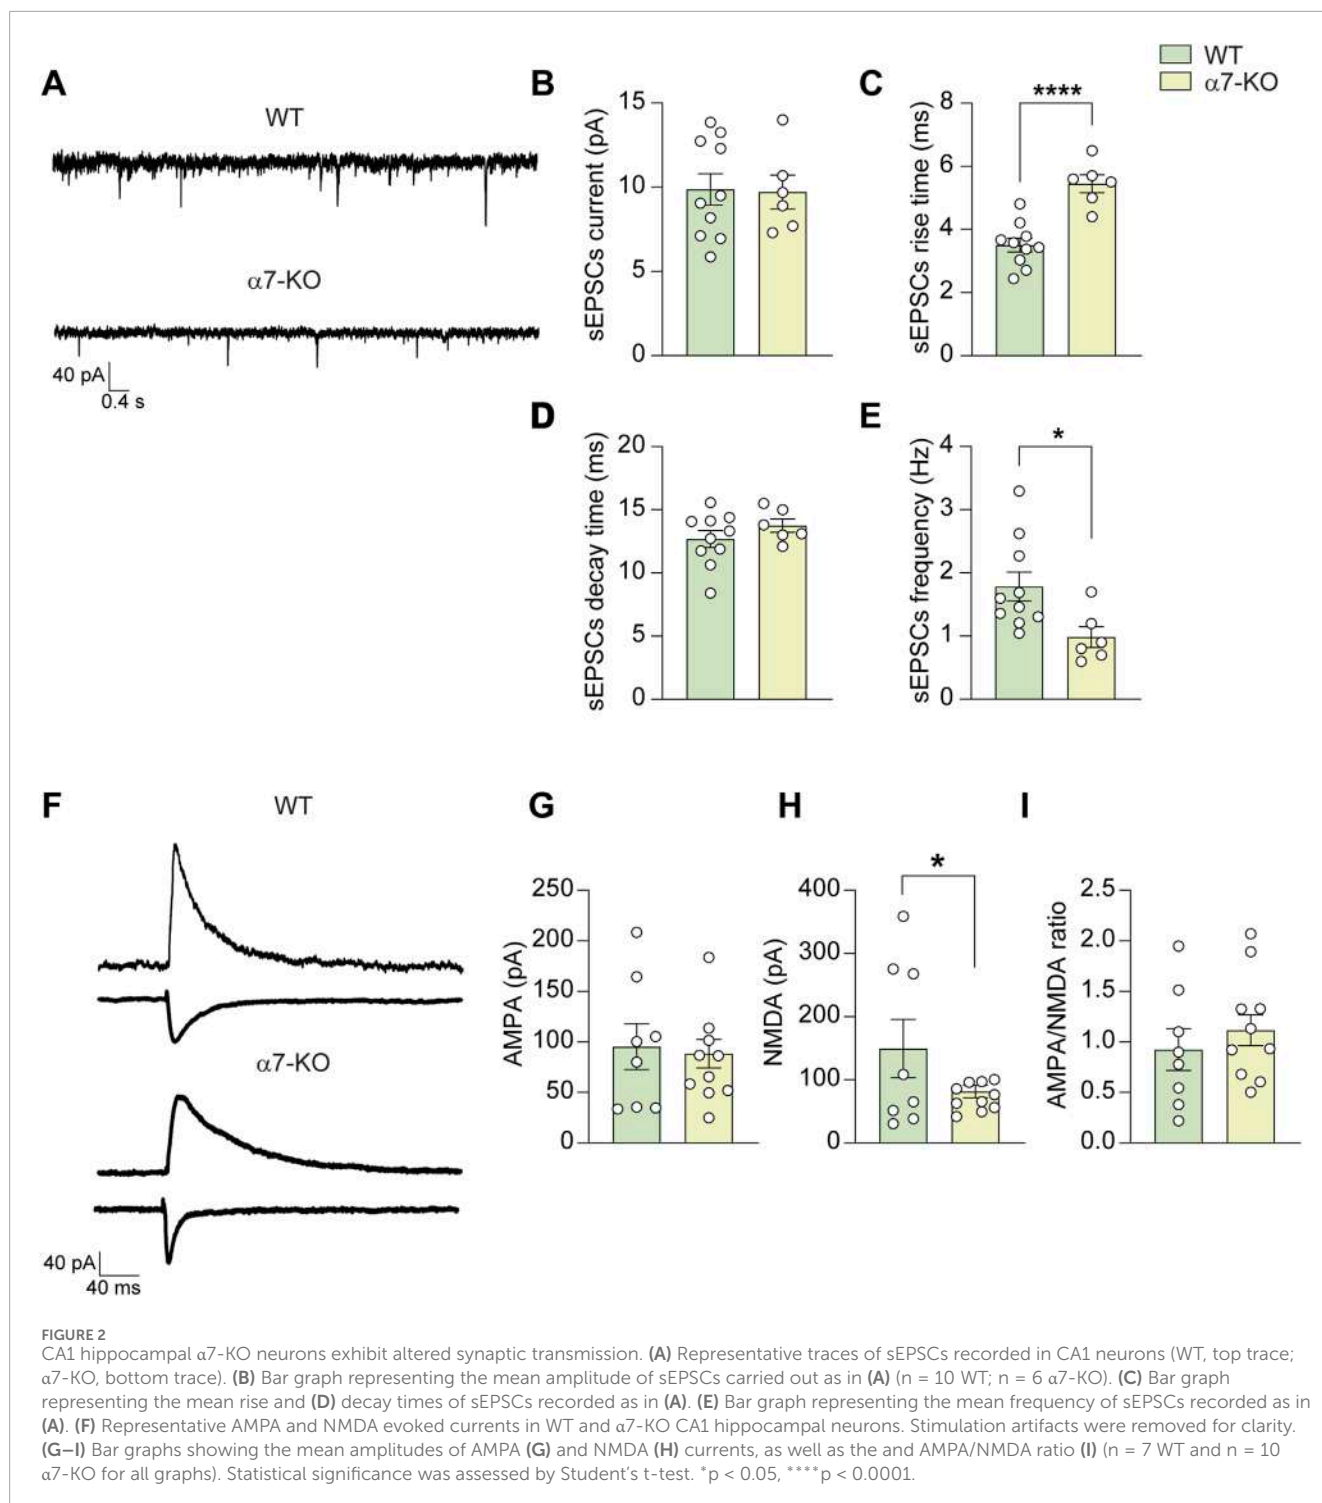 WT
α7-KO
A
WT
α7-KO
40 pA
0.4 s
B
sEPSCs current (pA)
15
10
5
0
C
sEPSCs rise time (ms)
8
6
4
2
0
****
D
sEPSCs decay time (ms)
20
15
10
5
0
E
sEPSCs frequency (Hz)
4
3
2
1
0
*
F
WT
α7-KO
40 pA
40 ms
G
AMPA (pA)
250
200
150
100
50
0
H
NMDA (pA)
400
300
200
100
0
*
I
AMPA/NMDA ratio
2.5
2.0
1.5
1.0
0.5
0.0
FIGURE 2
CA1 hippocampal α7-KO neurons exhibit altered synaptic transmission. (A) Representative traces of sEPSCs recorded in CA1 neurons (WT, top trace;
α7-KO, bottom trace). (B) Bar graph representing the mean amplitude of sEPSCs carried out as in (A) (n = 10 WT; n = 6 α7-KO). (C) Bar graph
representing the mean rise and (D) decay times of sEPSCs recorded as in (A). (E) Bar graph representing the mean frequency of sEPSCs recorded as in
(A). (F) Representative AMPA and NMDA evoked currents in WT and α7-KO CA1 hippocampal neurons. Stimulation artifacts were removed for clarity.
(G–I) Bar graphs showing the mean amplitudes of AMPA (G) and NMDA (H) currents, as well as the and AMPA/NMDA ratio (I) (n = 7 WT and n = 10
α7-KO for all graphs). Statistical significance was assessed by Student's t-test. *p < 0.05, ****p < 0.0001.